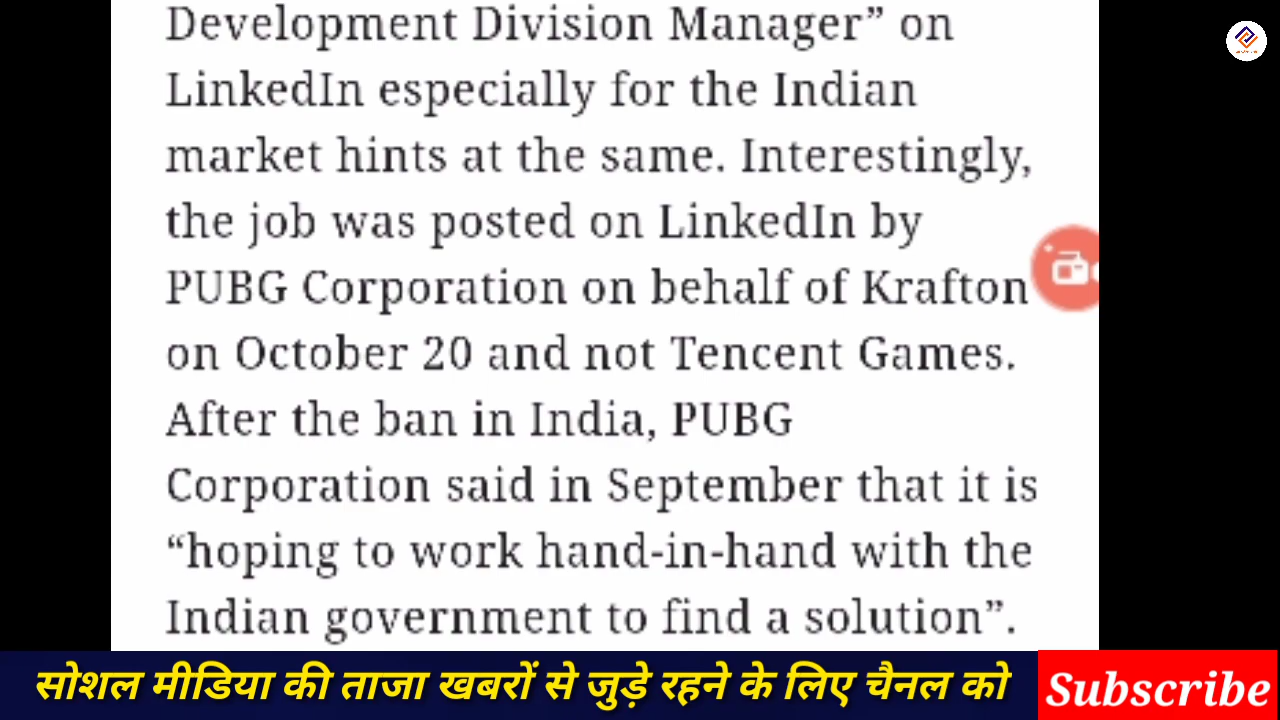 Development Division Manager” on
LinkedIn especially for the Indian
market hints at the same. Interestingly,
the job was posted on LinkedIn by
PUBG Corporation on behalf of Krafton
on October 20 and not Tencent Games.
After the ban in India, PUBG
Corporation said in September that it is
“hoping to work hand-in-hand with the
Indian government to find a solution”.
सोशल मीडिया की ताजा खबरों से जुड़े रहने के लिए चैनल को Subscribe